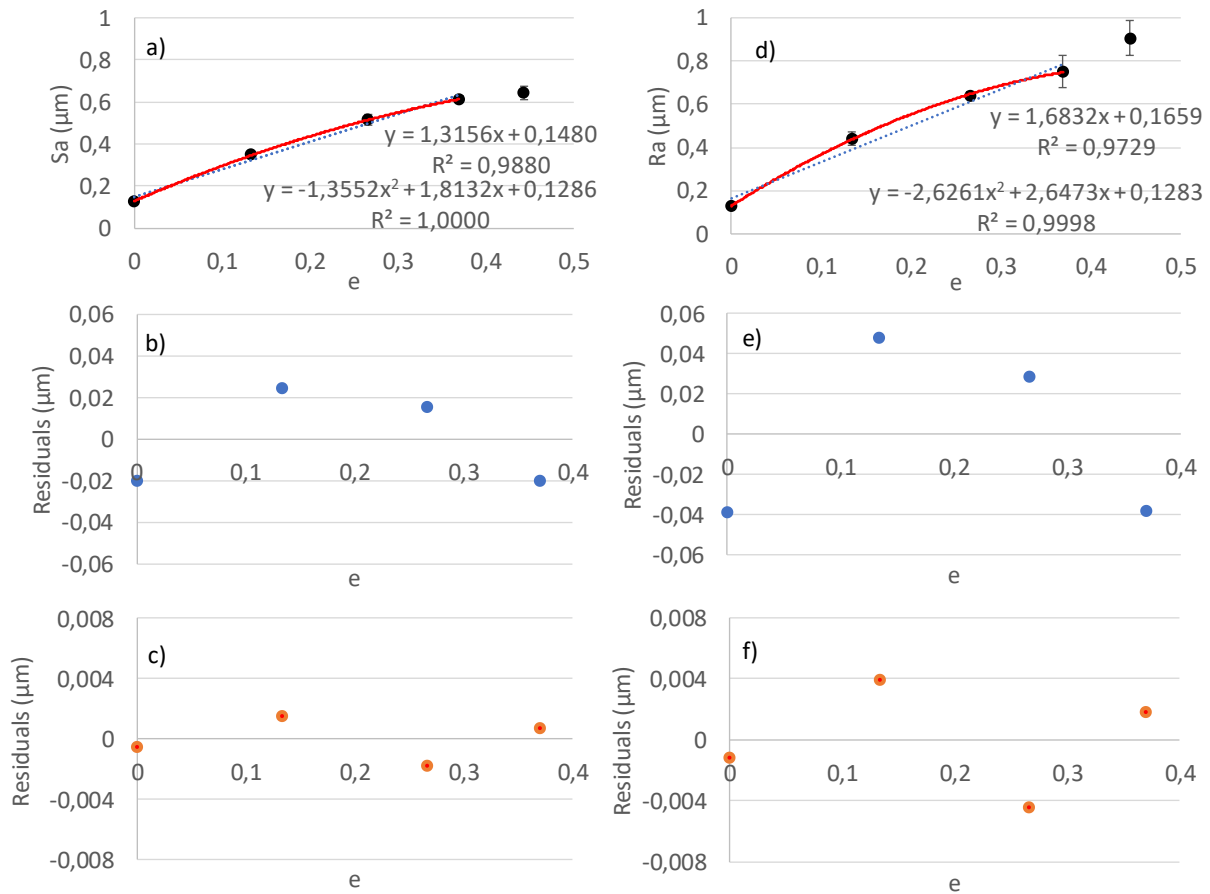 a)
Sa (µm)
1
0,8
0,6
0,4
0,2
0
y = 1,3156x + 0,1480
R² = 0,9880
y = -1,3552x² + 1,8132x + 0,1286
R² = 1,0000
0 0,1 0,2 0,3 0,4 0,5
e
d)
Ra (µm)
1
0,8
0,6
0,4
0,2
0
y = 1,6832x + 0,1659
R² = 0,9729
y = -2,6261x² + 2,6473x + 0,1283
R² = 0,9998
0 0,1 0,2 0,3 0,4 0,5
e
b)
Residuals (µm)
0,06
0,04
0,02
0
-0,02
-0,04
-0,06
0 0,1 0,2 0,3 0,4
e
e)
Residuals (µm)
0,06
0,04
0,02
0
-0,02
-0,04
-0,06
0 0,1 0,2 0,3 0,4
e
c)
Residuals (µm)
0,008
0,004
0
-0,004
-0,008
0 0,1 0,2 0,3 0,4
e
f)
Residuals (µm)
0,008
0,004
0
-0,004
-0,008
0 0,1 0,2 0,3 0,4
e